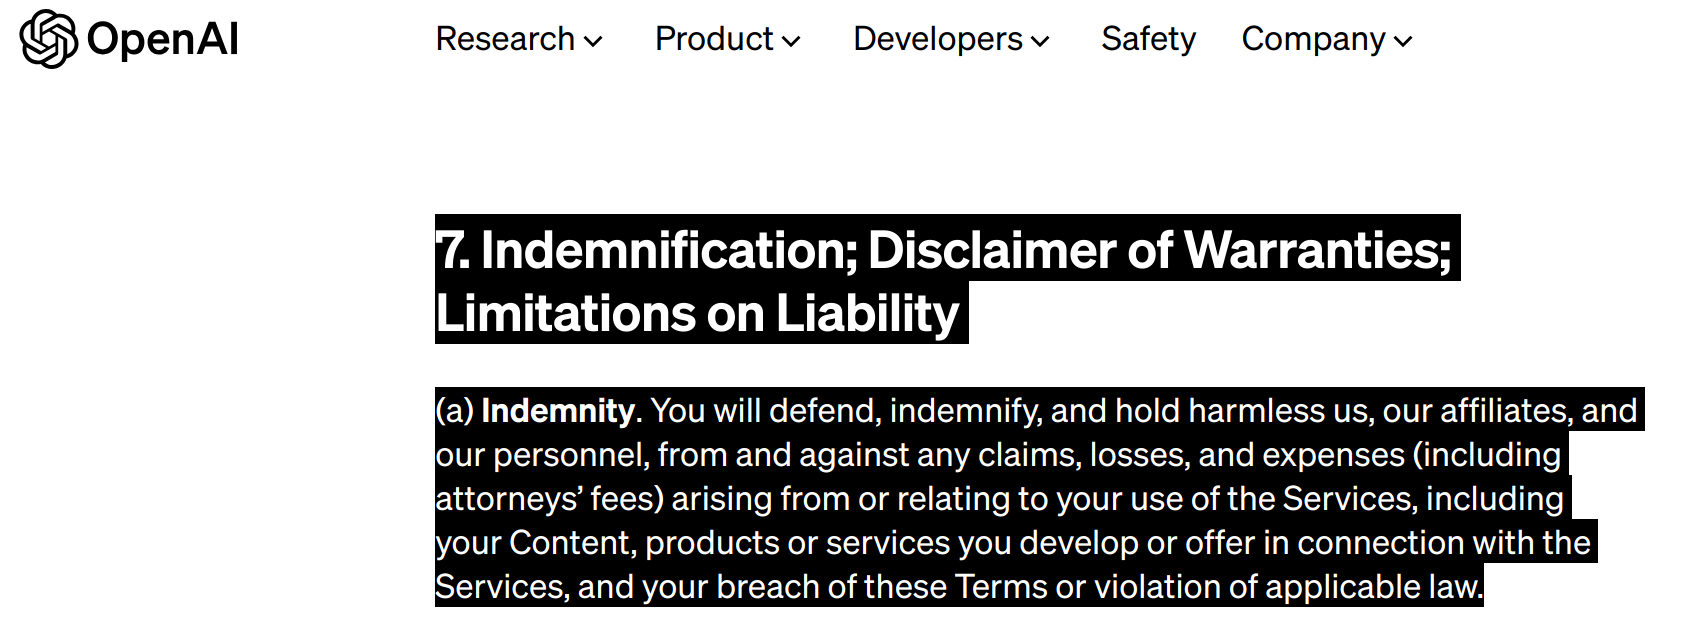 OpenAI
Research
Product
Developers
Safety
Company
7. Indemnification; Disclaimer of Warranties;
Limitations on Liability
(a) Indemnity. You will defend, indemnify, and hold harmless us, our affiliates, and
our personnel, from and against any claims, losses, and expenses (including
attorneys’ fees) arising from or relating to your use of the Services, including
your Content, products or services you develop or offer in connection with the
Services, and your breach of these Terms or violation of applicable law.